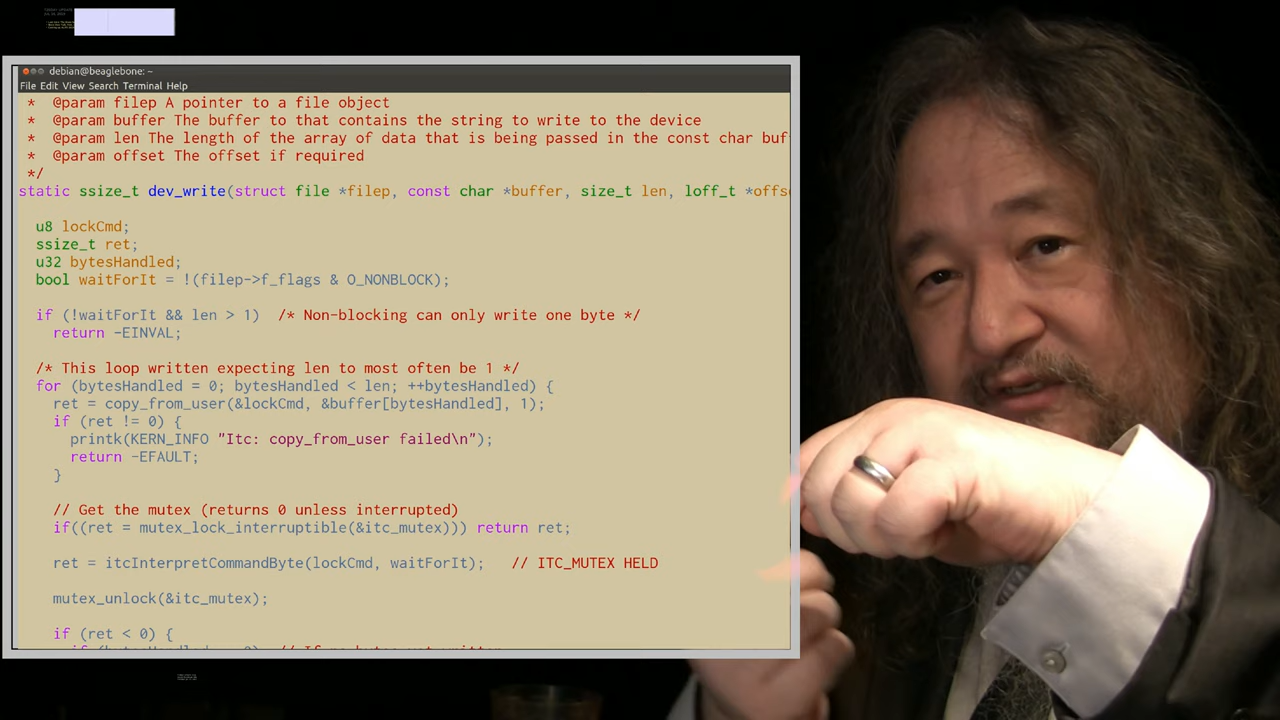 debian@beaglebone: ~
File Edit View Search Terminal Help
* @param filep A pointer to a file object
* @param buffer The buffer to that contains the string to write to the device
* @param len The length of the array of data that is being passed in the const char buf
* @param offset The offset if required
*/
static ssize_t dev_write(struct file *filep, const char *buffer, size_t len, loff_t *offs
u8 lockCmd;
ssize_t ret;
u32 bytesHandled;
bool waitForIt = !(filep->f_flags & O_NONBLOCK);
if (!waitForIt && len > 1) /* Non-blocking can only write one byte */
return -EINVAL;
/* This loop written expecting len to most often be 1 */
for (bytesHandled = 0; bytesHandled < len; ++bytesHandled) {
ret = copy_from_user(&lockCmd, &buffer[bytesHandled], 1);
if (ret != 0) {
printk(KERN_INFO "Itc: copy_from_user failed\n");
return -EFAULT;
}
// Get the mutex (returns 0 unless interrupted)
if((ret = mutex_lock_interruptible(&itc_mutex))) return ret;
ret = itcInterpretCommandByte(lockCmd, waitForIt); // ITC_MUTEX HELD
mutex_unlock(&itc_mutex);
if (ret < 0) {